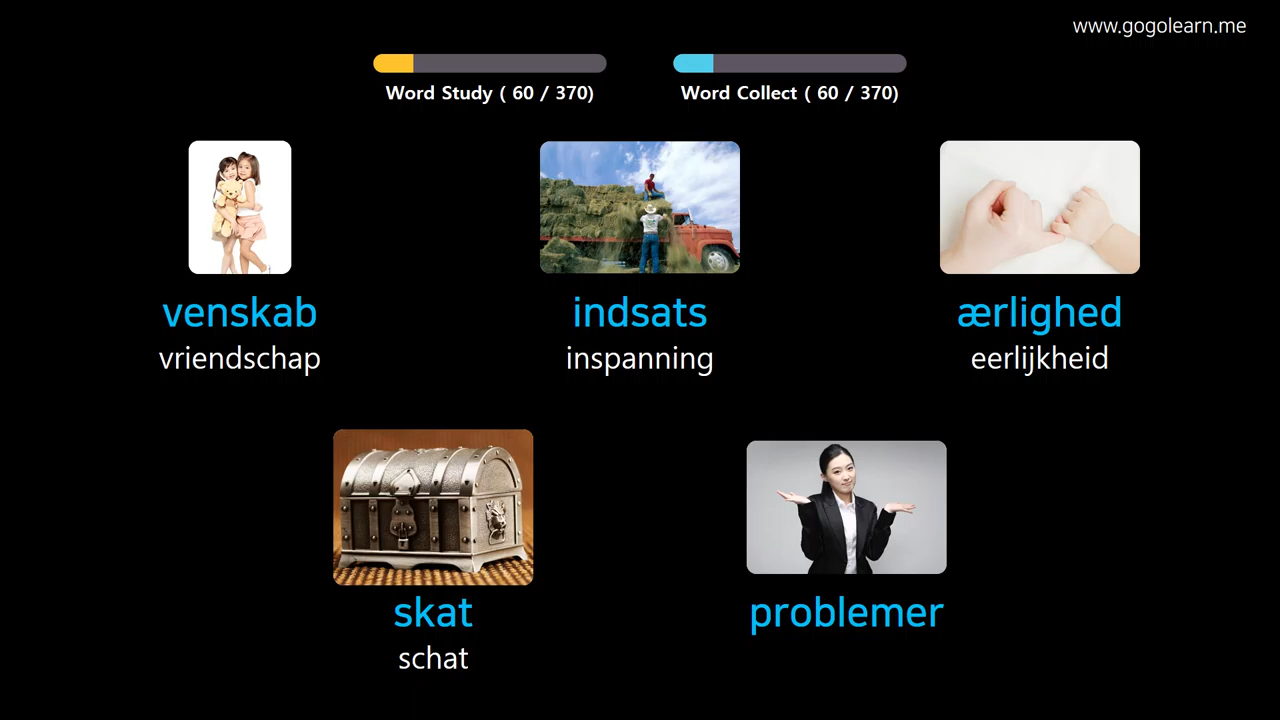 www.gogolearn.me
Word Study ( 60 / 370)
Word Collect ( 60 / 370)
venskab
vriendschap
indsats
inspanning
ærlighed
eerlijkheid
skat
schat
problemer